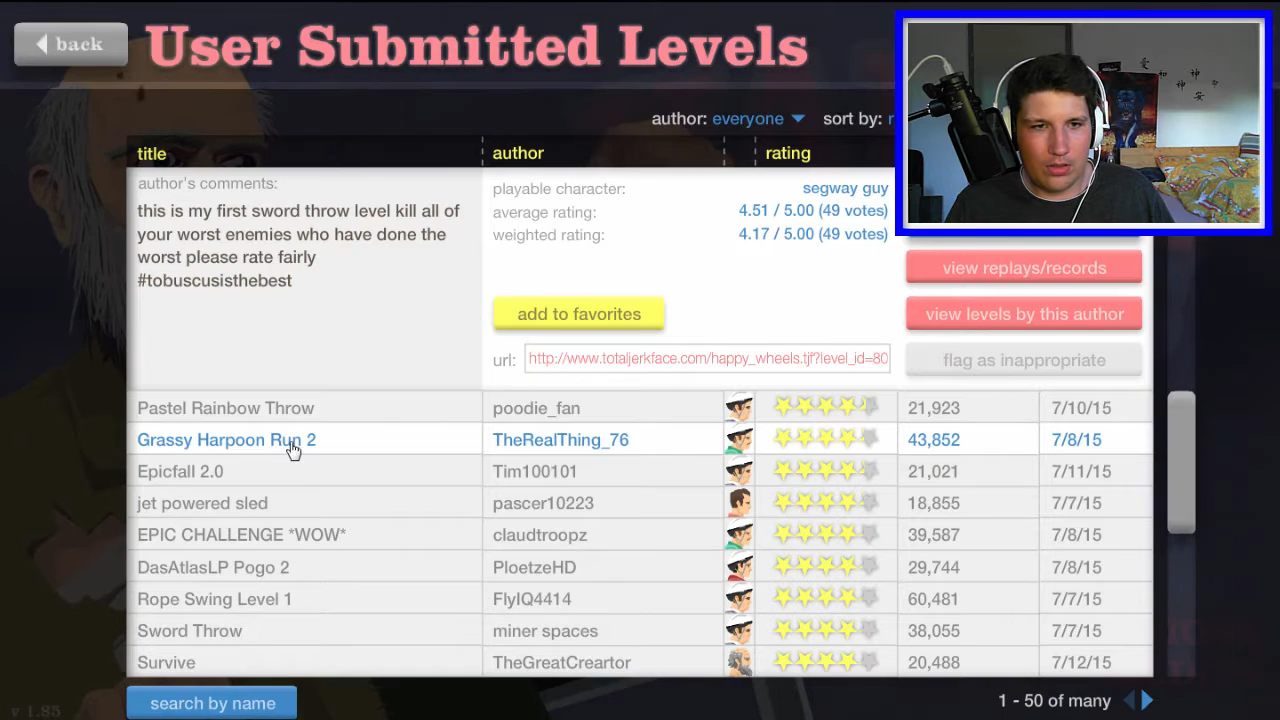 back
User Submitted Levels
author: everyone sort by: r
title author rating
author's comments:
this is my first sword throw level kill all of
your worst enemies who have done the
worst please rate fairly
#tobuscusisthebest
playable character: segway guy
average rating: 4.51 / 5.00 (49 votes)
weighted rating: 4.17 / 5.00 (49 votes)
add to favorites
url: http://www.totaljerkface.com/happy_wheels.tjf?level_id=80
view replays/records
view levels by this author
flag as inappropriate
Pastel Rainbow Throw poodie_fan 21,923 7/10/15
Grassy Harpoon Run 2 TheRealThing_76 43,852 7/8/15
Epicfall 2.0 Tim100101 21,021 7/11/15
jet powered sled pascer10223 18,855 7/7/15
EPIC CHALLENGE *WOW* claudtroopz 39,587 7/8/15
DasAtlasLP Pogo 2 PloetzeHD 29,744 7/8/15
Rope Swing Level 1 FlyIQ4414 60,481 7/7/15
Sword Throw miner spaces 38,055 7/7/15
Survive TheGreatCreartor 20,488 7/12/15
search by name
1 - 50 of many
v 1.85